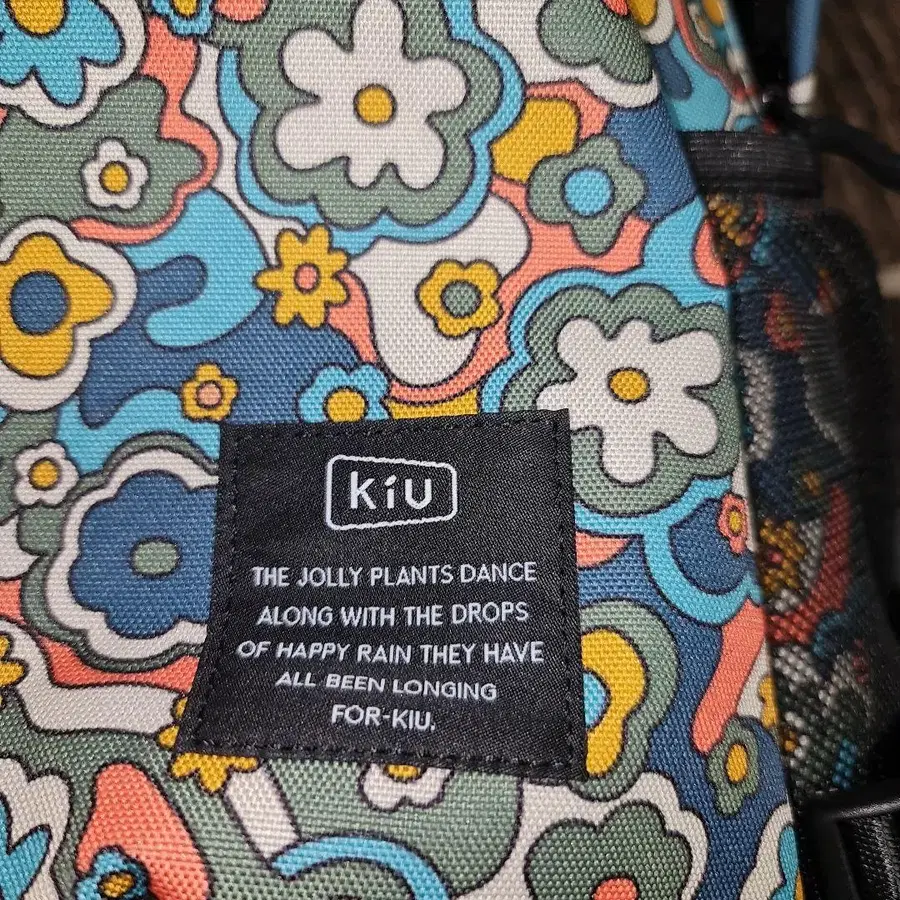 kiU
THE JOLLY PLANTS DANCE
ALONG WITH THE DROPS
OF HAPPY RAIN THEY HAVE
ALL BEEN LONGING
FOR-KIU.